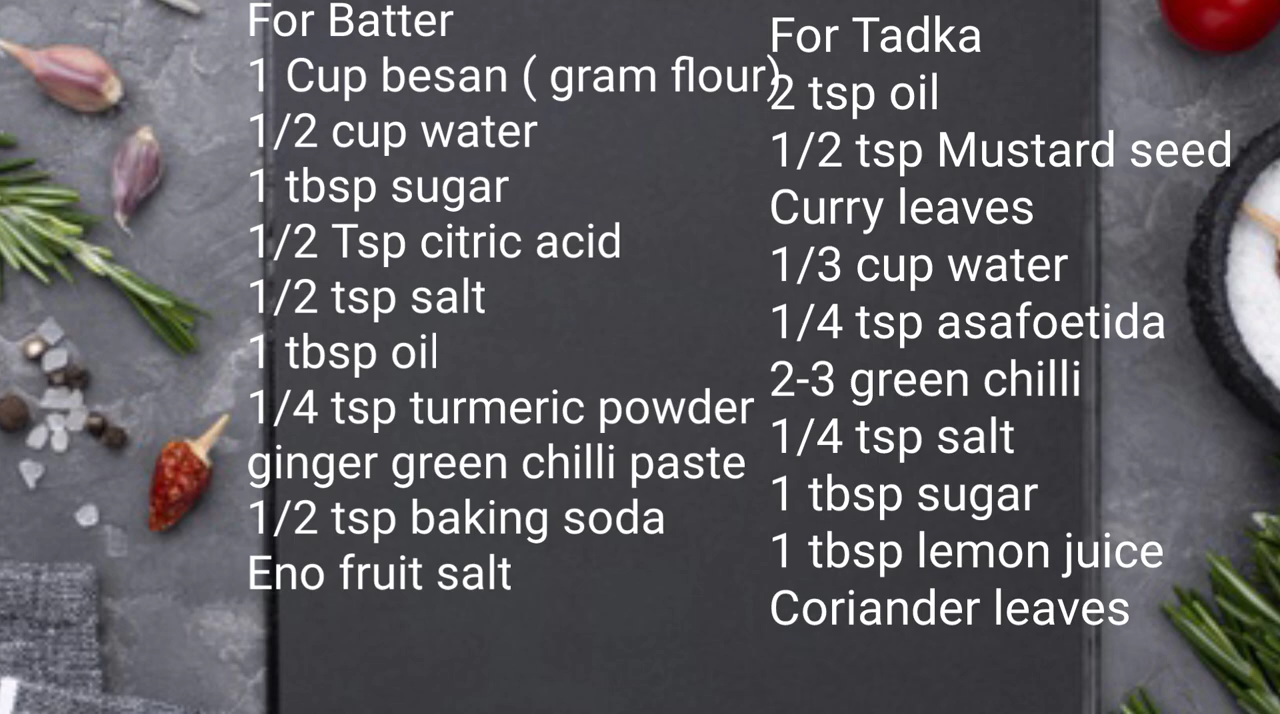 For Batter
1 Cup besan ( gram flour)
1/2 cup water
1 tbsp sugar
1/2 Tsp citric acid
1/2 tsp salt
1 tbsp oil
1/4 tsp turmeric powder
ginger green chilli paste
1/2 tsp baking soda
Eno fruit salt
For Tadka
2 tsp oil
1/2 tsp Mustard seed
Curry leaves
1/3 cup water
1/4 tsp asafoetida
2-3 green chilli
1/4 tsp salt
1 tbsp sugar
1 tbsp lemon juice
Coriander leaves